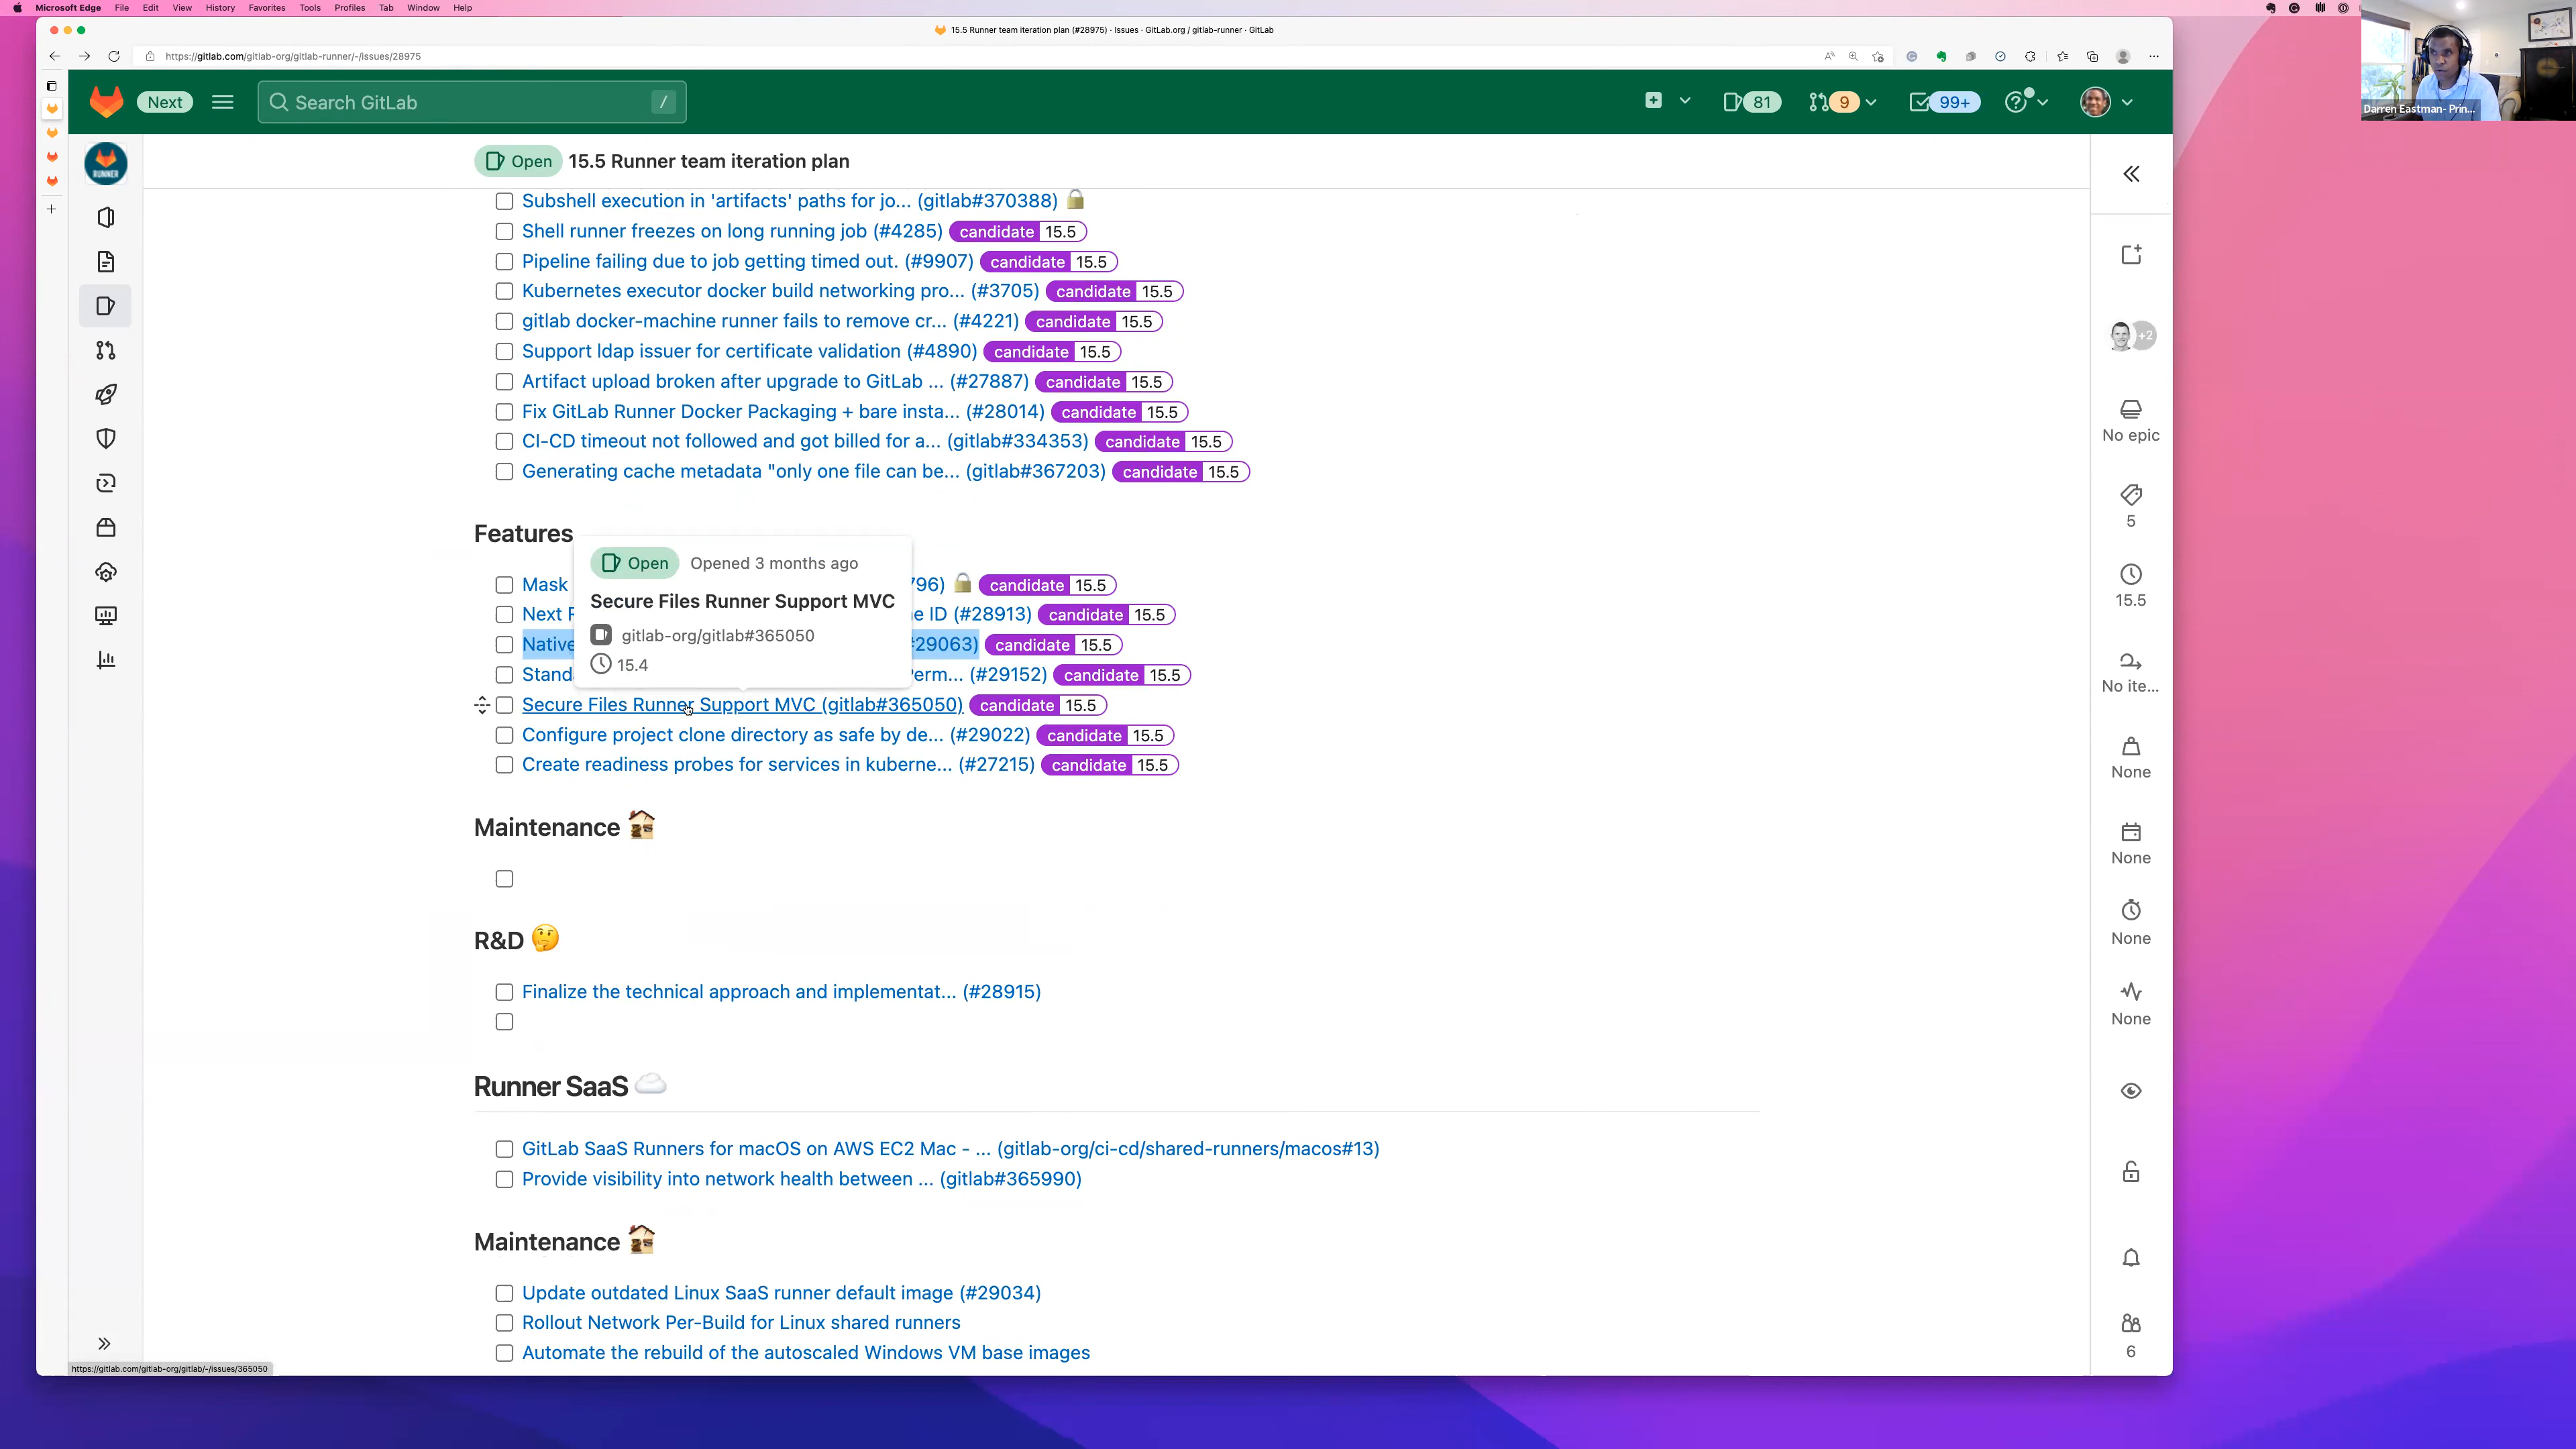 Microsoft Edge File Edit View History Favorites Tools Profiles Tab Window Help
15.5 Runner team iteration plan (#28975) · Issues · GitLab.org / gitlab-runner · GitLab
https://gitlab.com/gitlab-org/gitlab-runner/-/issues/28975
Darren Eastman- Prin...
Next
Search GitLab /
81 9 99+
RUNNER
Open 15.5 Runner team iteration plan
Subshell execution in 'artifacts' paths for jo... (gitlab#370388)
Shell runner freezes on long running job (#4285) candidate 15.5
Pipeline failing due to job getting timed out. (#9907) candidate 15.5
Kubernetes executor docker build networking pro... (#3705) candidate 15.5
gitlab docker-machine runner fails to remove cr... (#4221) candidate 15.5
+2
Support ldap issuer for certificate validation (#4890) candidate 15.5
Artifact upload broken after upgrade to GitLab ... (#27887) candidate 15.5
Fix GitLab Runner Docker Packaging + bare insta... (#28014) candidate 15.5
No epic
CI-CD timeout not followed and got billed for a... (gitlab#334353) candidate 15.5
Generating cache metadata "only one file can be... (gitlab#367203) candidate 15.5
5
Features
Open Opened 3 months ago
Mask 796) candidate 15.5
Secure Files Runner Support MVC
15.5
Next e ID (#28913) candidate 15.5
gitlab-org/gitlab#365050
Native #29063) candidate 15.5
15.4
Stand Perm... (#29152) candidate 15.5
No ite...
Secure Files Runner Support MVC (gitlab#365050) candidate 15.5
Configure project clone directory as safe by de... (#29022) candidate 15.5
Create readiness probes for services in kuberne... (#27215) candidate 15.5
None
Maintenance
None
R&D
None
Finalize the technical approach and implementat... (#28915)
None
Runner SaaS
GitLab SaaS Runners for macOS on AWS EC2 Mac - ... (gitlab-org/ci-cd/shared-runners/macos#13)
Provide visibility into network health between ... (gitlab#365990)
Maintenance
Update outdated Linux SaaS runner default image (#29034)
Rollout Network Per-Build for Linux shared runners
Automate the rebuild of the autoscaled Windows VM base images
6
https://gitlab.com/gitlab-org/gitlab/-/issues/365050